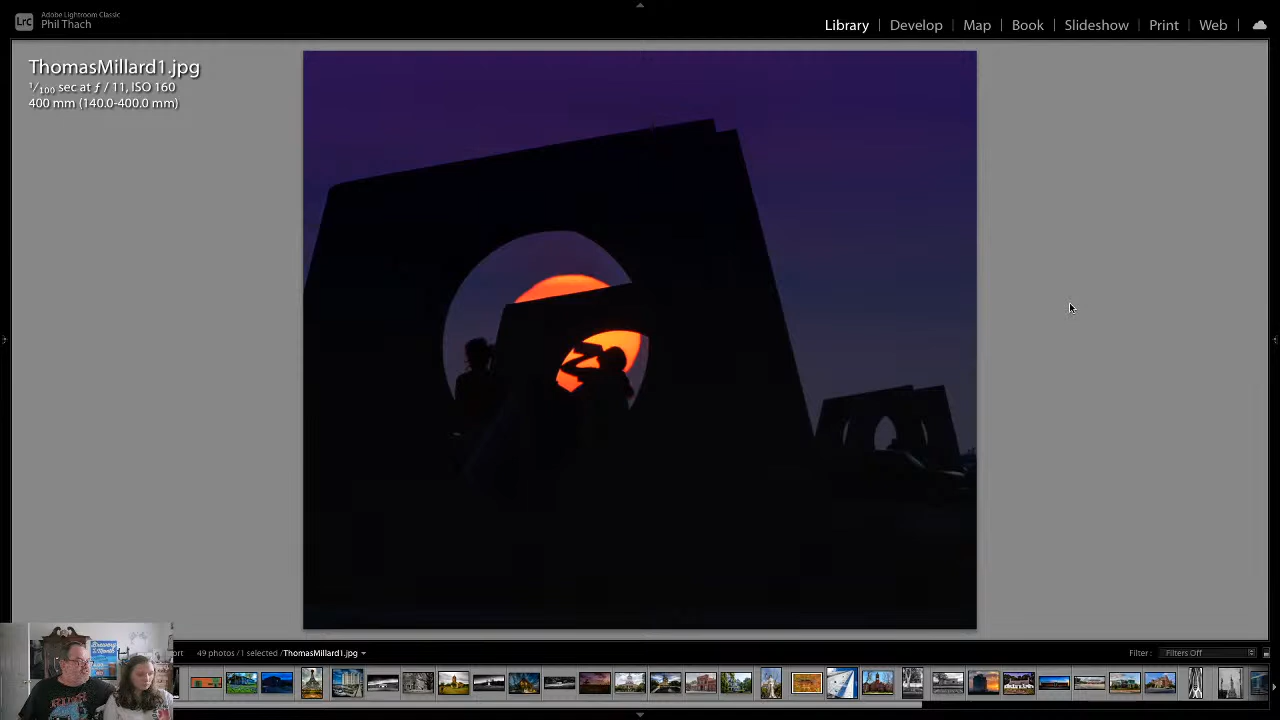 Lrc
Adobe Lightroom Classic
Phil Thach
Library | Develop | Map | Book | Slideshow | Print | Web |
ThomasMillard1.jpg
1/100 sec at ƒ / 11, ISO 160
400 mm (140.0-400.0 mm)
49 photos / 1 selected / ThomasMillard1.jpg
Filter : Filters Off